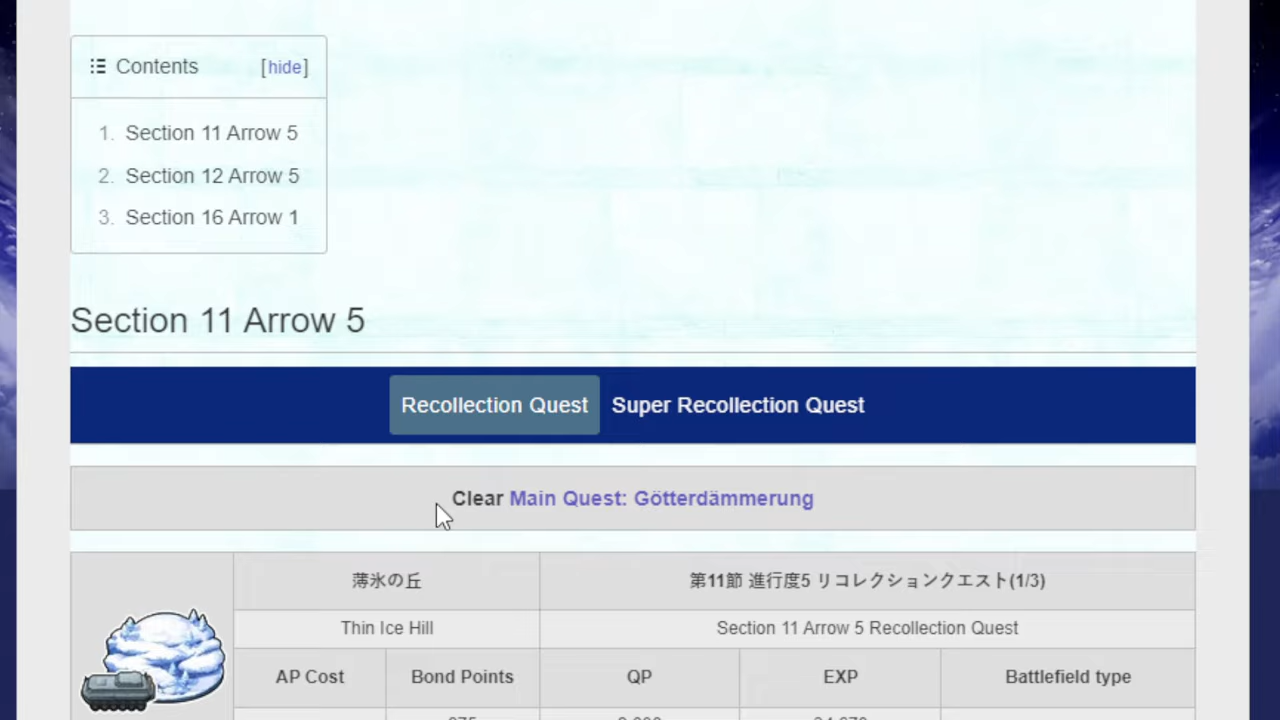 Contents [hide]
1. Section 11 Arrow 5
2. Section 12 Arrow 5
3. Section 16 Arrow 1
Section 11 Arrow 5
Recollection Quest Super Recollection Quest
Clear Main Quest: Götterdämmerung
薄氷の丘 第11節 進行度5 リコレクションクエスト(1/3)
Thin Ice Hill Section 11 Arrow 5 Recollection Quest
AP Cost Bond Points QP EXP Battlefield type